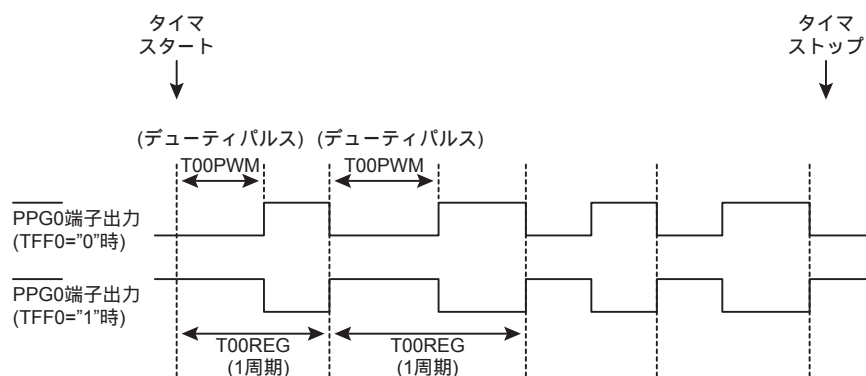 タイマ
スタート
タイマ
ストップ
(デューティパルス) (デューティパルス)
T00PWM T00PWM
PPG0端子出力
(TFF0=”0”時)
PPG0端子出力
(TFF0=”1”時)
T00REG T00REG
(1周期) (1周期)